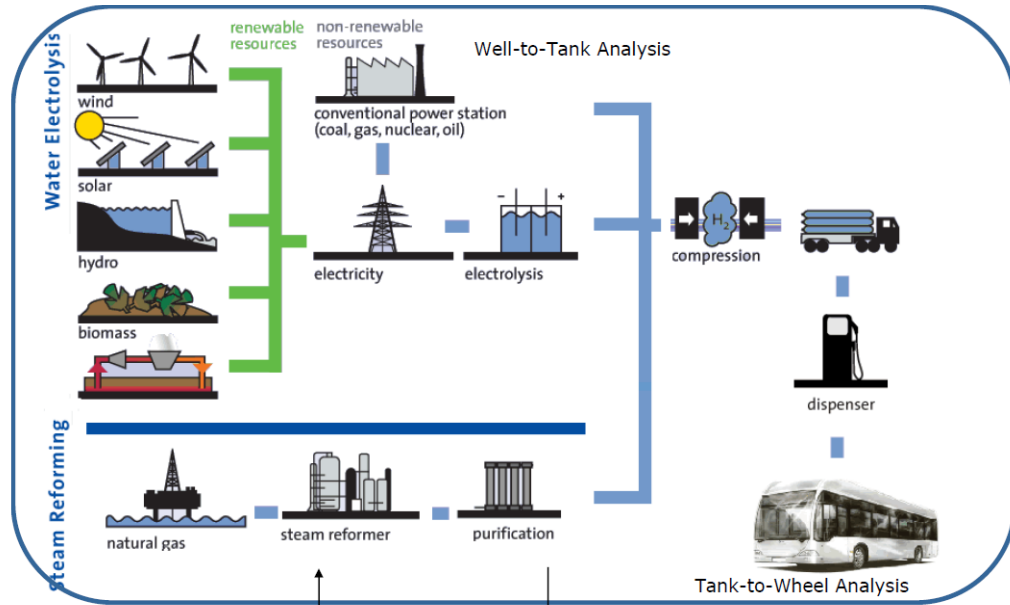 renewable
resources
non-renewable
resources
Well-to-Tank Analysis
Water Electrolysis
wind
conventional power station
(coal, gas, nuclear, oil)
solar
hydro
electricity
−
+
electrolysis
H2
compression
biomass
dispenser
Steam Reforming
natural gas
steam reformer
purification
Tank-to-Wheel Analysis